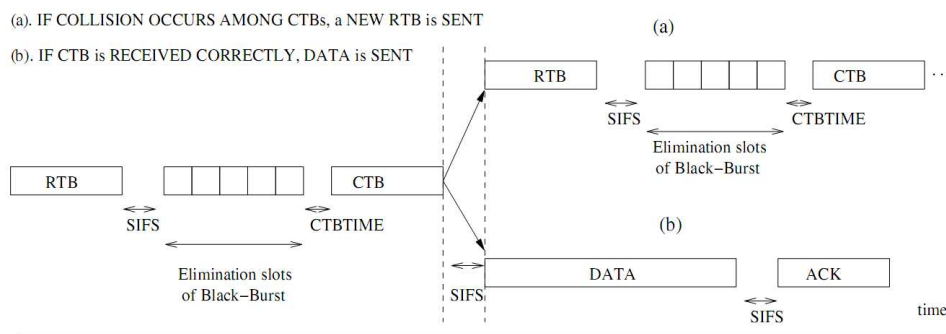 (a). IF COLLISION OCCURS AMONG CTBs, a NEW RTB is SENT
(b). IF CTB is RECEIVED CORRECTLY, DATA is SENT
(a)
RTB
CTB
...
SIFS
CTBTIME
Elimination slots
of Black−Burst
RTB
CTB
SIFS
CTBTIME
Elimination slots
of Black−Burst
(b)
DATA
ACK
SIFS
SIFS
time